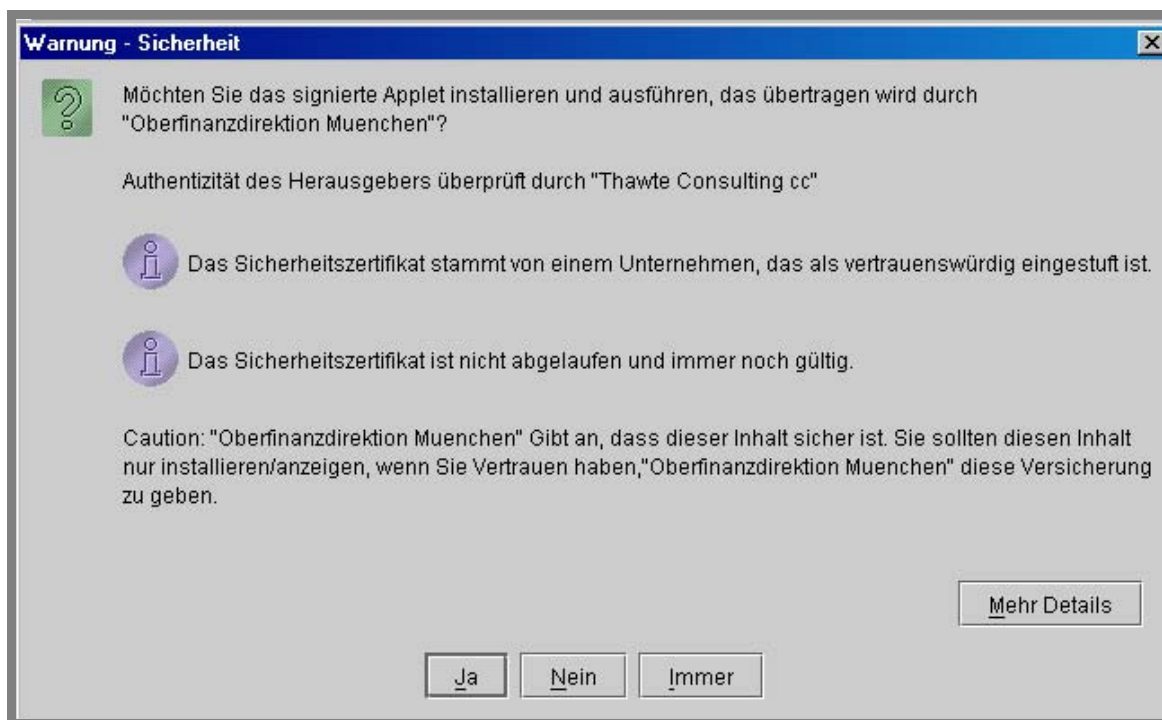 Warnung - Sicherheit
Möchten Sie das signierte Applet installieren und ausführen, das übertragen wird durch
"Oberfinanzdirektion Muenchen"?
Authentizität des Herausgebers überprüft durch "Thawte Consulting cc"
Das Sicherheitszertifikat stammt von einem Unternehmen, das als vertrauenswürdig eingestuft ist.
Das Sicherheitszertifikat ist nicht abgelaufen und immer noch gültig.
Caution: "Oberfinanzdirektion Muenchen" Gibt an, dass dieser Inhalt sicher ist. Sie sollten diesen Inhalt
nur installieren/anzeigen, wenn Sie Vertrauen haben,"Oberfinanzdirektion Muenchen" diese Versicherung
zu geben.
Mehr Details
Ja Nein Immer